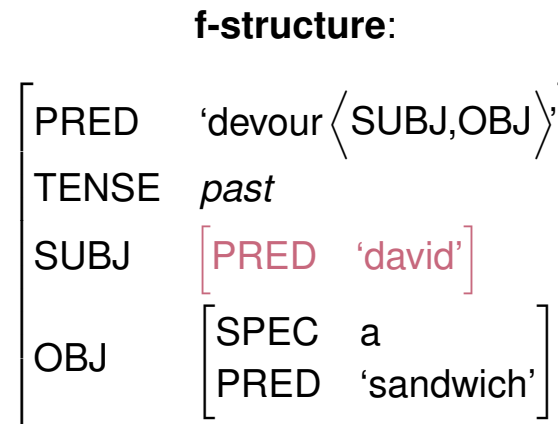 f-structure:
PRED ‘devour⟨SUBJ,OBJ⟩’
TENSE past
SUBJ [PRED ‘david’]
OBJ [SPEC a
PRED ‘sandwich’]